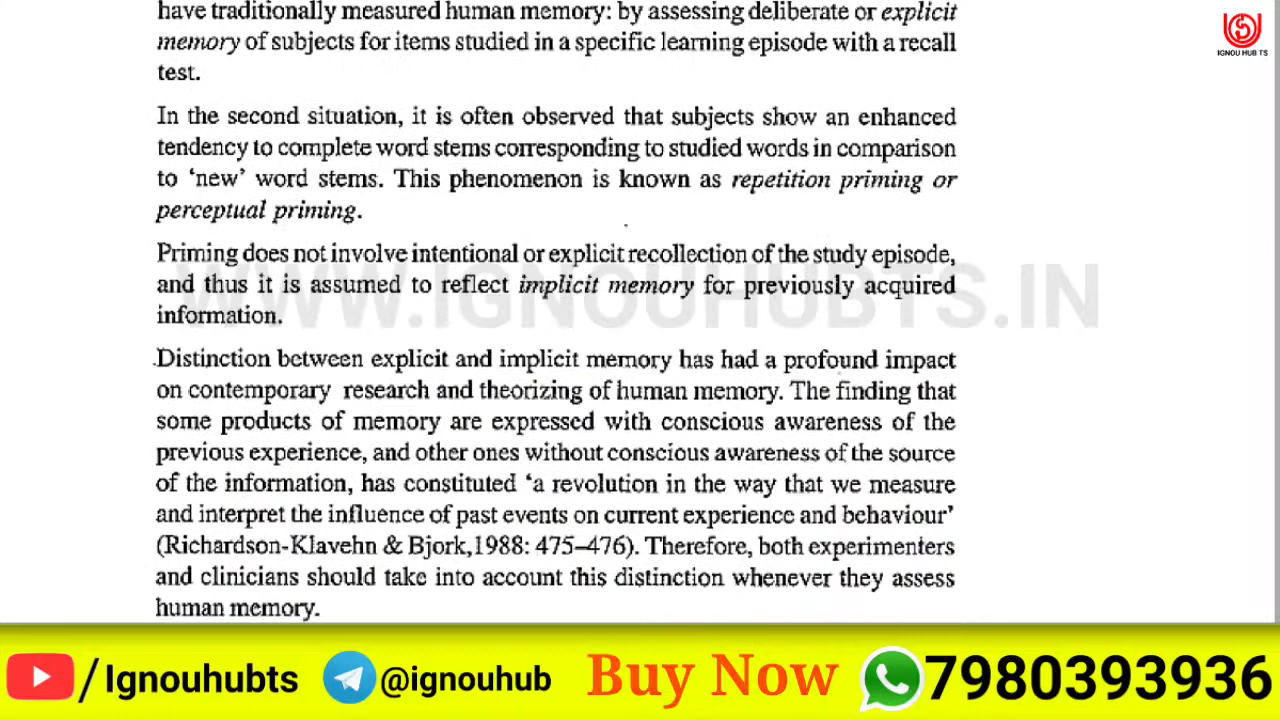 have traditionally measured human memory: by assessing deliberate or explicit
memory of subjects for items studied in a specific learning episode with a recall
test.
In the second situation, it is often observed that subjects show an enhanced
tendency to complete word stems corresponding to studied words in comparison
to ‘new’ word stems. This phenomenon is known as repetition priming or
perceptual priming.
Priming does not involve intentional or explicit recollection of the study episode,
and thus it is assumed to reflect implicit memory for previously acquired
information.
Distinction between explicit and implicit memory has had a profound impact
on contemporary research and theorizing of human memory. The finding that
some products of memory are expressed with conscious awareness of the
previous experience, and other ones without conscious awareness of the source
of the information, has constituted ‘a revolution in the way that we measure
and interpret the influence of past events on current experience and behaviour’
(Richardson-Klavehn & Bjork,1988: 475–476). Therefore, both experimenters
and clinicians should take into account this distinction whenever they assess
human memory.
WWW.IGNOUHUBTS.IN
IGNOU HUB TS
/Ignouhubts @ignouhub Buy Now 7980393936